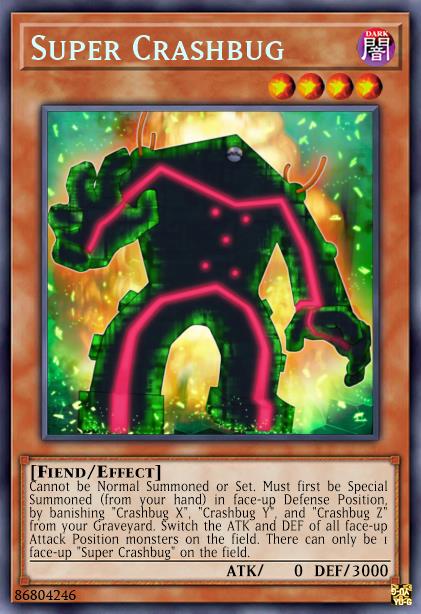 SUPER CRASHBUG
DARK
闇
[FIEND/EFFECT]
Cannot be Normal Summoned or Set. Must first be Special
Summoned (from your hand) in face-up Defense Position,
by banishing "Crashbug X", "Crashbug Y", and "Crashbug Z"
from your Graveyard. Switch the ATK and DEF of all face-up
Attack Position monsters on the field. There can only be 1
face-up "Super Crashbug" on the field.
ATK/ 0 DEF/3000
86804246